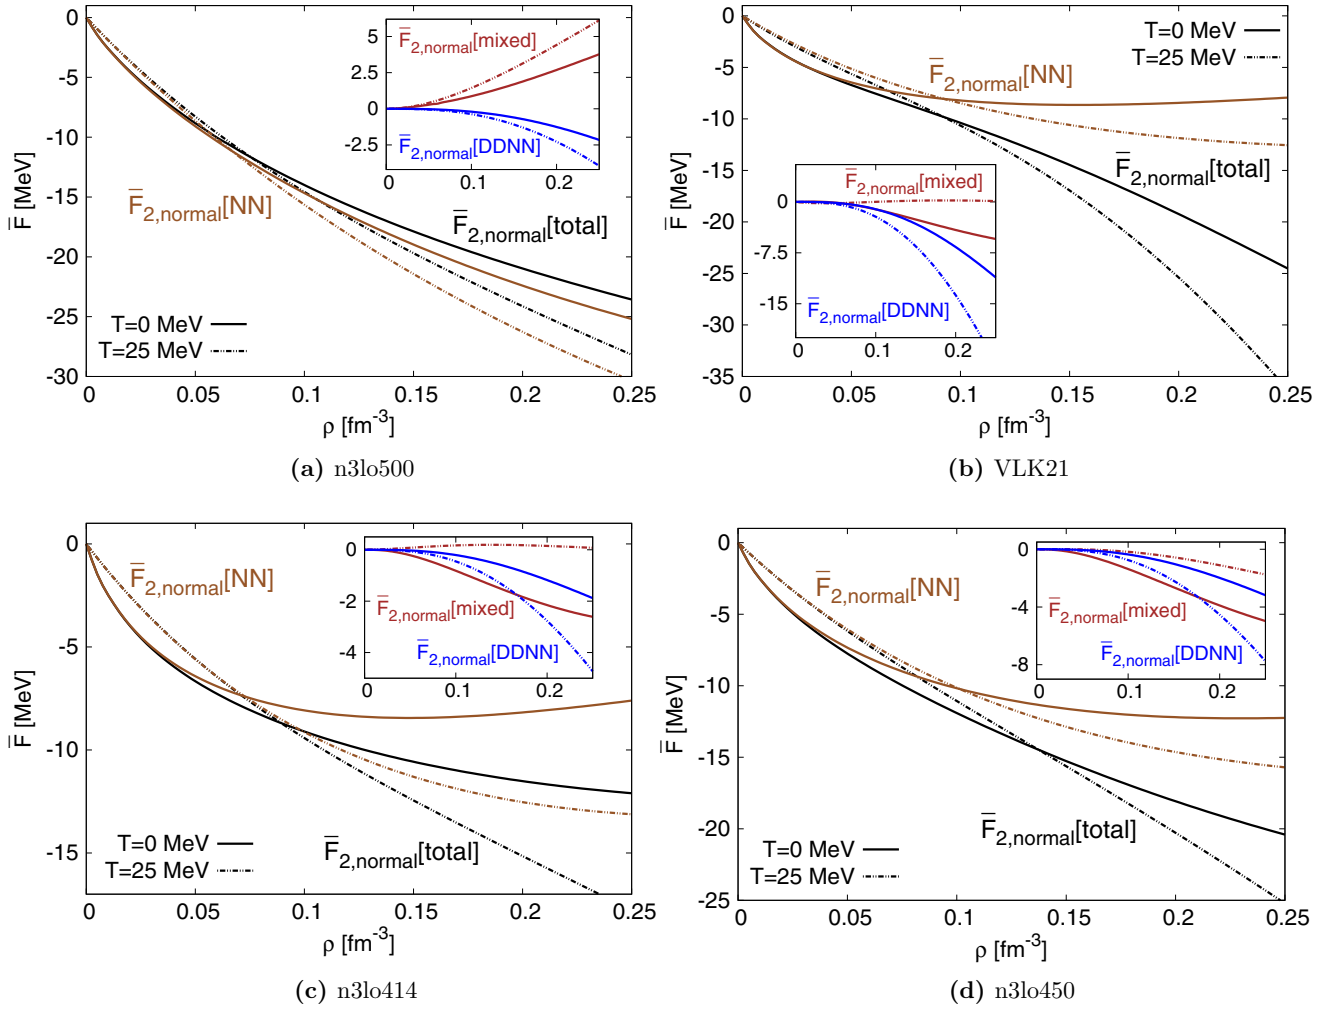 0
-5
-10
-15
-20
-25
-30
F̅ [MeV]
5
2.5
0
-2.5
F̅2,normal[mixed]
F̅2,normal[DDNN]
0 0.1 0.2
F̅2,normal[NN]
F̅2,normal[total]
T=0 MeV
T=25 MeV
0 0.05 0.1 0.15 0.2 0.25
ρ [fm-3]
(a) n3lo500
0
-5
-10
-15
-20
-25
-30
-35
F̅ [MeV]
T=0 MeV
T=25 MeV
F̅2,normal[NN]
F̅2,normal[total]
0
-7.5
-15
F̅2,normal[mixed]
F̅2,normal[DDNN]
0 0.1 0.2
0 0.05 0.1 0.15 0.2 0.25
ρ [fm-3]
(b) VLK21
0
-5
-10
-15
F̅ [MeV]
F̅2,normal[NN]
0
-2
-4
F̅2,normal[mixed]
F̅2,normal[DDNN]
0 0.1 0.2
T=0 MeV
T=25 MeV
F̅2,normal[total]
0 0.05 0.1 0.15 0.2 0.25
ρ [fm-3]
(c) n3lo414
0
-5
-10
-15
-20
-25
F̅ [MeV]
F̅2,normal[NN]
0
-4
-8
F̅2,normal[mixed]
F̅2,normal[DDNN]
0 0.1 0.2
F̅2,normal[total]
T=0 MeV
T=25 MeV
0 0.05 0.1 0.15 0.2 0.25
ρ [fm-3]
(d) n3lo450